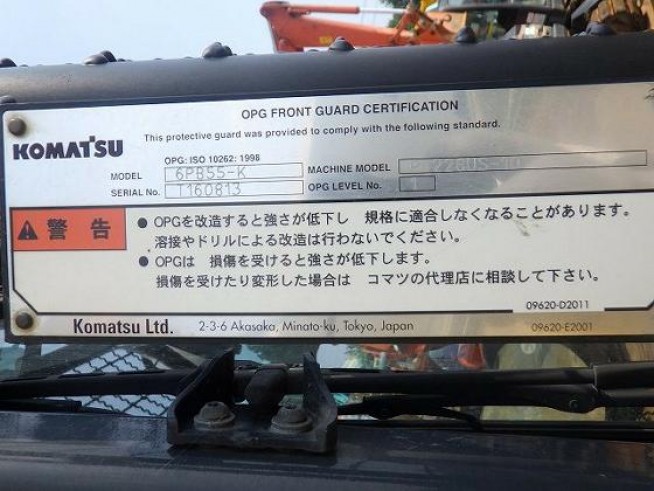 OPG FRONT GUARD CERTIFICATION
This protective guard was provided to comply with the following standard.
KOMATSU
OPG: ISO 10262: 1998
MODEL 6PB55-K MACHINE MODEL
SERIAL No. T160813 OPG LEVEL No. 1
警告
● OPGを改造すると強さが低下し 規格に適合しなくなることがあります。
溶接やドリルによる改造は行わないでください。
● OPGは 損傷を受けると強さが低下します。
損傷を受けたり変形した場合は コマツの代理店に相談して下さい。
09620-D2011
Komatsu Ltd. 2-3-6 Akasaka, Minato-ku, Tokyo, Japan 09620-E2001